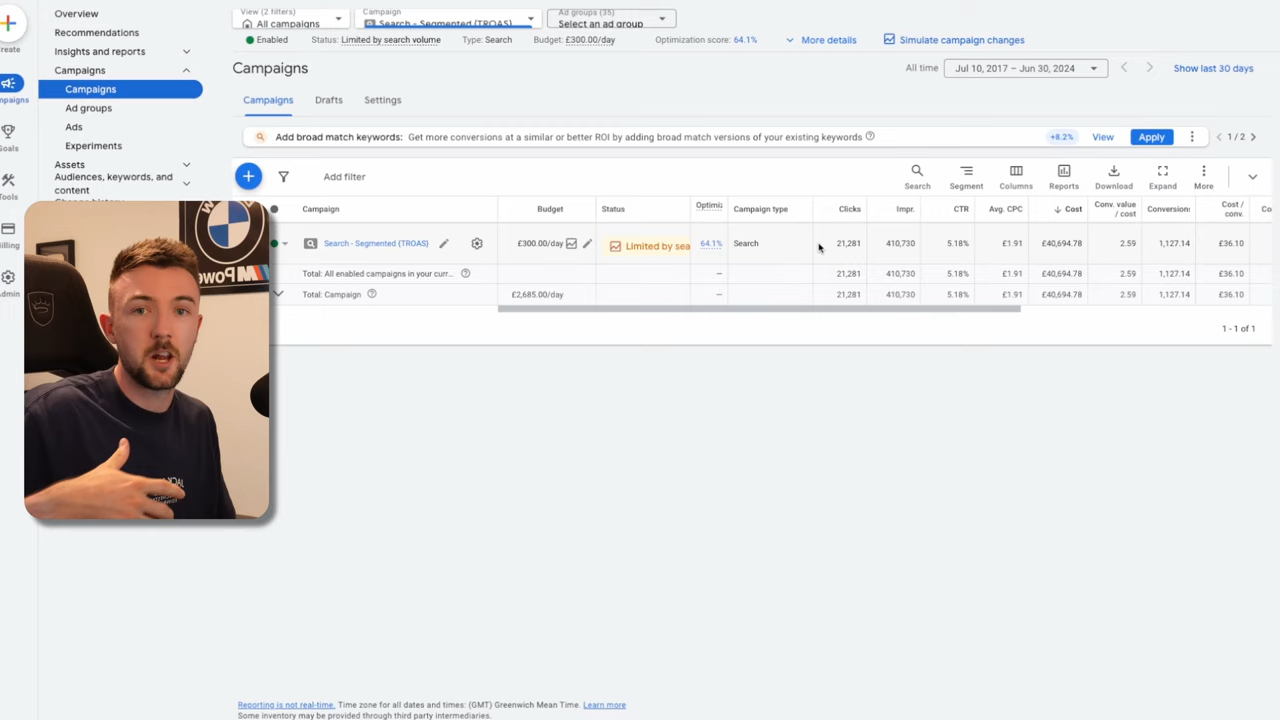 Create
Campaigns
Goals
Tools
Billing
Admin
Overview
Recommendations
Insights and reports
Campaigns
Campaigns
Ad groups
Ads
Experiments
Assets
Audiences, keywords, and
content
View (2 filters)
All campaigns
Campaign
Search - Segmented (TROAS)
Ad groups (35)
Select an ad group
Enabled Status: Limited by search volume Type: Search Budget: £300.00/day Optimization score: 64.1% More details Simulate campaign changes
Campaigns
All time Jul 10, 2017 – Jun 30, 2024 Show last 30 days
Campaigns Drafts Settings
Add broad match keywords: Get more conversions at a similar or better ROI by adding broad match versions of your existing keywords +8.2% View Apply 1 / 2
Add filter
Search Segment Columns Reports Download Expand More
Campaign Budget Status Optimiz Campaign type Clicks Impr. CTR Avg. CPC Cost Conv. value / cost Conversions Cost / conv.
Search - Segmented (TROAS) £300.00/day Limited by sea 64.1% Search 21,281 410,730 5.18% £1.91 £40,694.78 2.59 1,127.14 £36.10
Total: All enabled campaigns in your curr... – 21,281 410,730 5.18% £1.91 £40,694.78 2.59 1,127.14 £36.10
Total: Campaign £2,685.00/day – 21,281 410,730 5.18% £1.91 £40,694.78 2.59 1,127.14 £36.10
1 - 1 of 1
Reporting is not real-time. Time zone for all dates and times: (GMT) Greenwich Mean Time. Learn more
Some inventory may be provided through third party intermediaries.